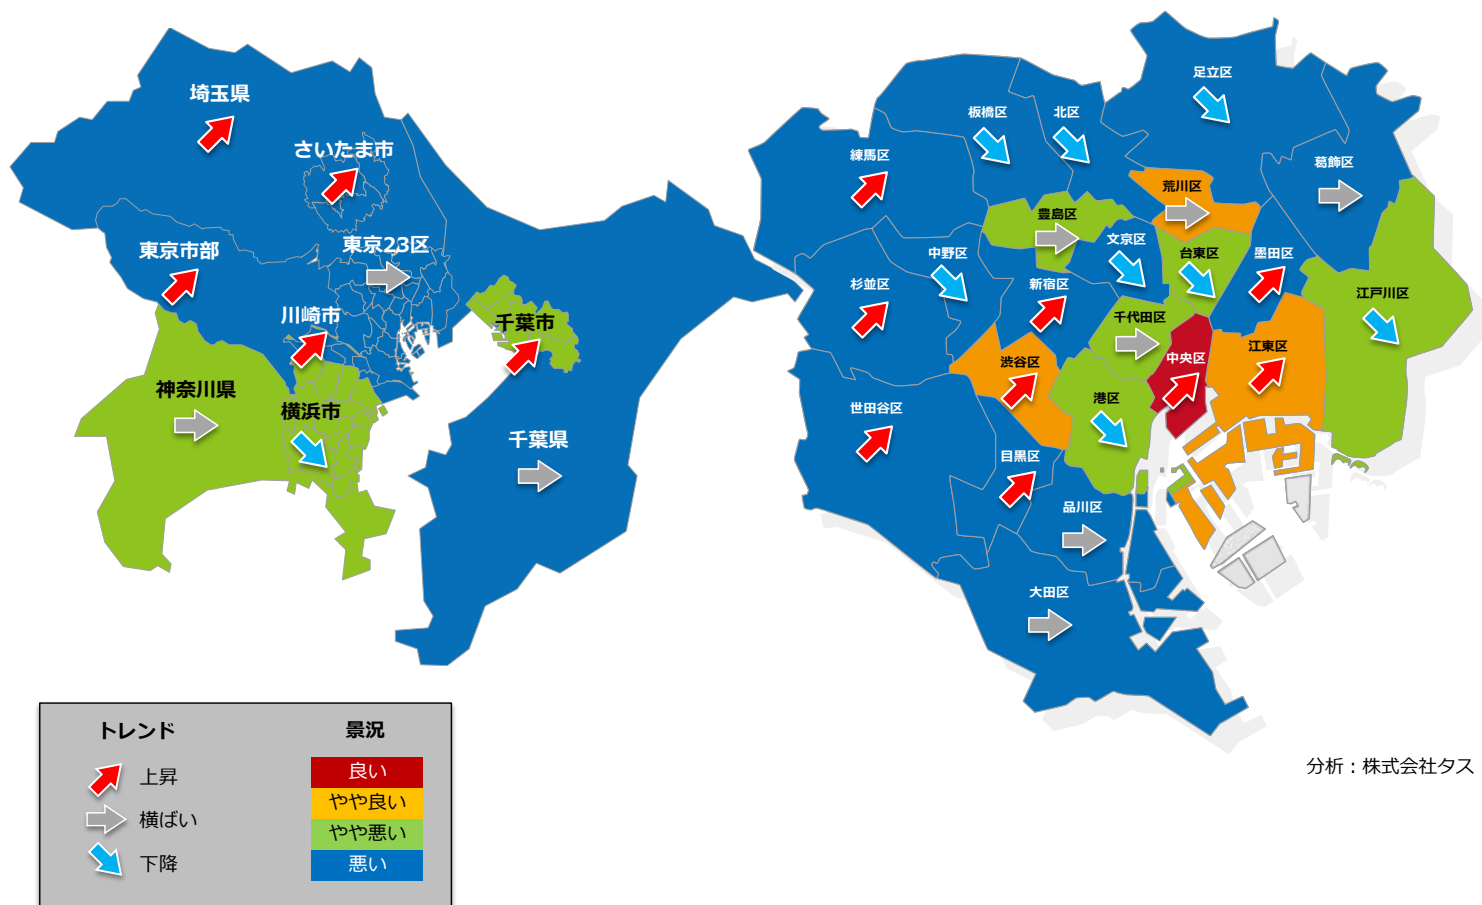 埼玉県
さいたま市
東京市部
東京23区
川崎市
千葉市
神奈川県
横浜市
千葉県
足立区
板橋区
北区
練馬区
葛飾区
荒川区
豊島区
文京区
台東区
墨田区
中野区
杉並区
新宿区
江戸川区
千代田区
江東区
中央区
渋谷区
港区
世田谷区
目黒区
品川区
大田区
トレンド
上昇
横ばい
下降
景況
良い
やや良い
やや悪い
悪い
分析：株式会社タス